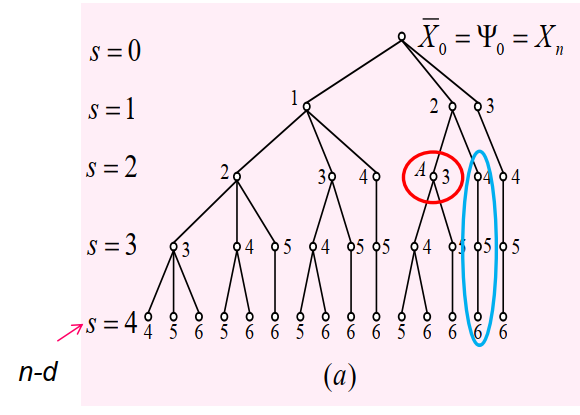 s = 0 X̄₀ = Ψ₀ = Xₙ
s = 1 1 2 3
s = 2 2 3 4 A 3 4 4
s = 3 3 4 5 4 5 5 4 5 5 5
s = 4 4 5 6 5 6 6 5 6 6 6 5 6 6 6 6
n-d
(a)